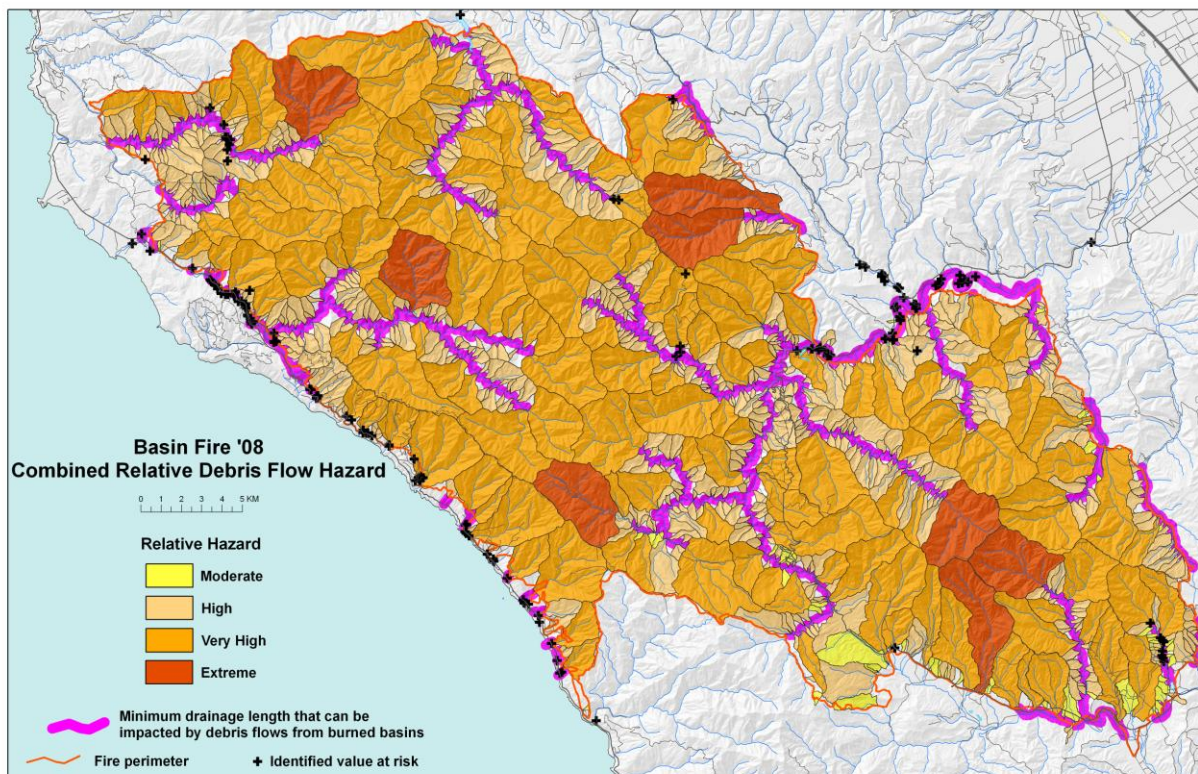 Basin Fire '08
Combined Relative Debris Flow Hazard
0 1 2 3 4 5 KM
Relative Hazard
Moderate
High
Very High
Extreme
Minimum drainage length that can be
impacted by debris flows from burned basins
Fire perimeter
Identified value at risk